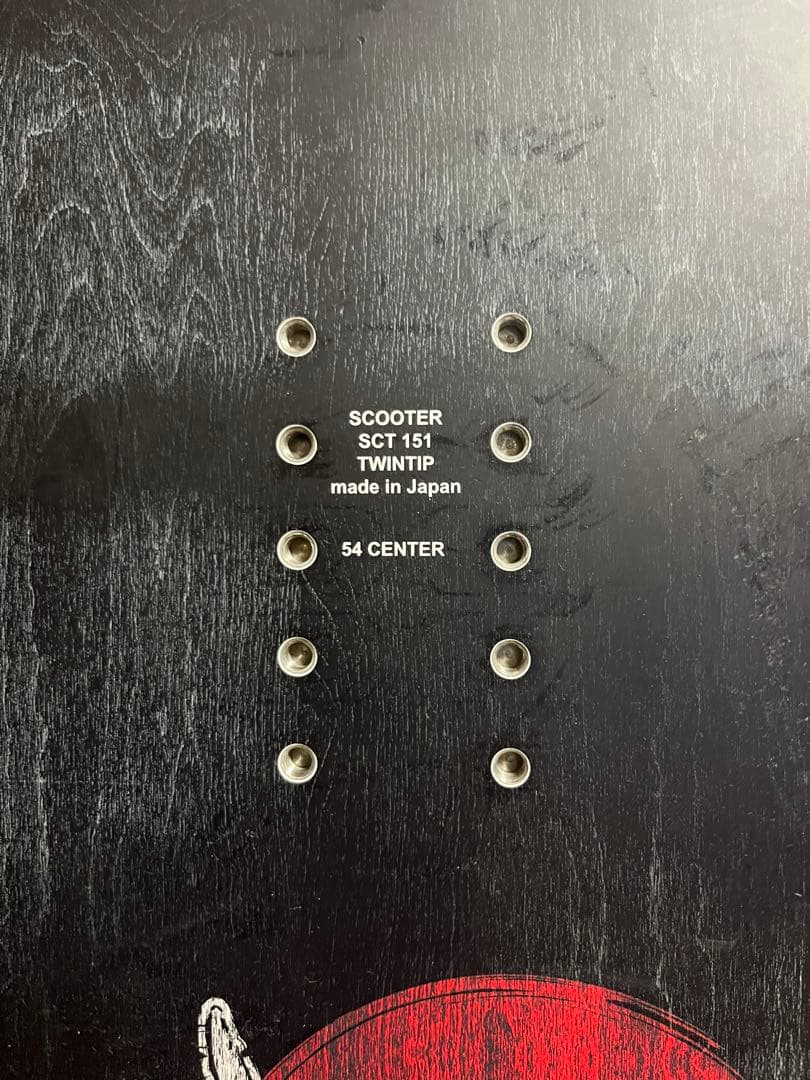 SCOOTER
SCT 151
TWINTIP
made in Japan
54 CENTER